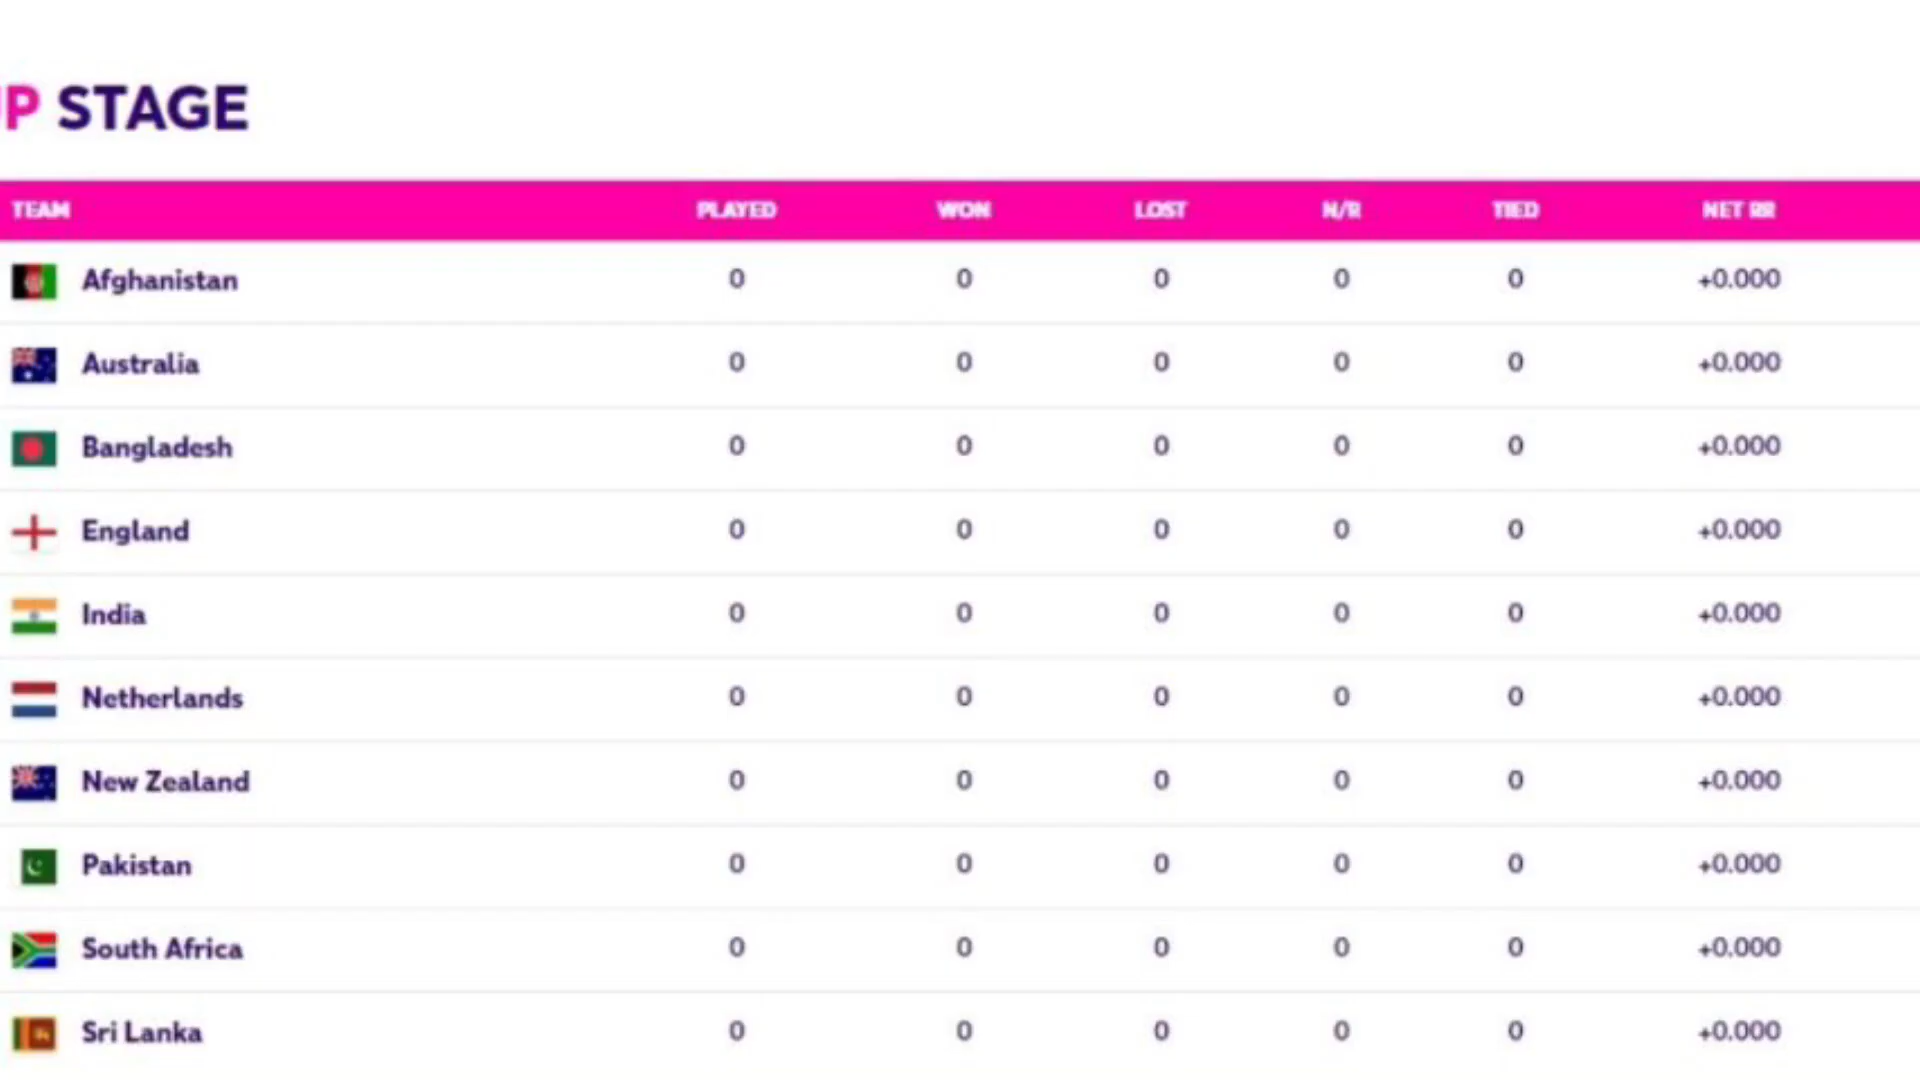 P STAGE
TEAM PLAYED WON LOST N/R TIED NET RR
Afghanistan 0 0 0 0 0 +0.000
Australia 0 0 0 0 0 +0.000
Bangladesh 0 0 0 0 0 +0.000
England 0 0 0 0 0 +0.000
India 0 0 0 0 0 +0.000
Netherlands 0 0 0 0 0 +0.000
New Zealand 0 0 0 0 0 +0.000
Pakistan 0 0 0 0 0 +0.000
South Africa 0 0 0 0 0 +0.000
Sri Lanka 0 0 0 0 0 +0.000